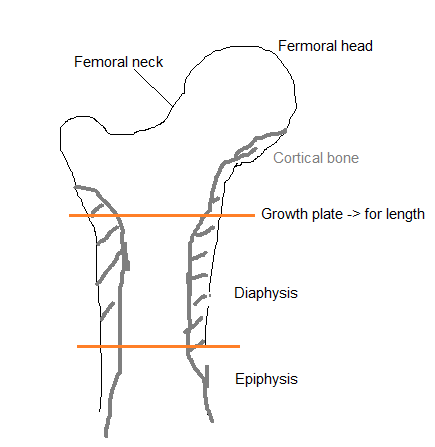 Fermoral head
Femoral neck
Cortical bone
Growth plate -> for length
Diaphysis
Epiphysis